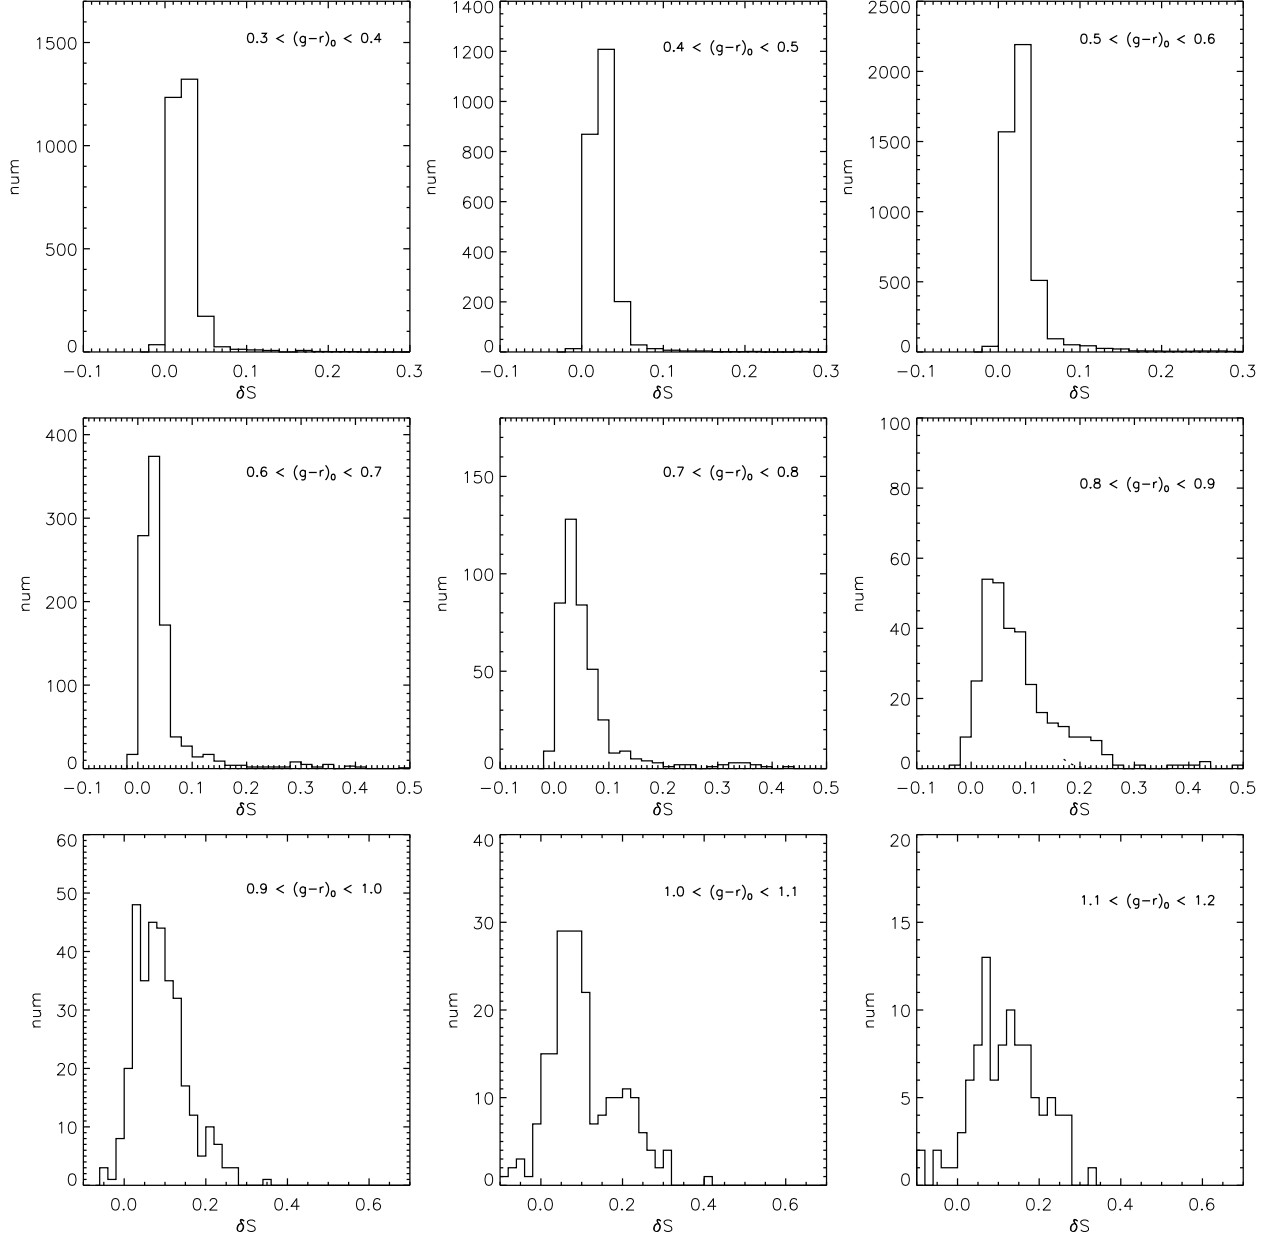 0.3 < (g−r)₀ < 0.4
1500
1000
500
0
num
−0.1 0.0 0.1 0.2 0.3
δS
0.4 < (g−r)₀ < 0.5
1400
1200
1000
800
600
400
200
0
num
−0.1 0.0 0.1 0.2 0.3
δS
0.5 < (g−r)₀ < 0.6
2500
2000
1500
1000
500
0
num
−0.1 0.0 0.1 0.2 0.3
δS
0.6 < (g−r)₀ < 0.7
400
300
200
100
0
num
−0.1 0.0 0.1 0.2 0.3 0.4 0.5
δS
0.7 < (g−r)₀ < 0.8
150
100
50
0
num
−0.1 0.0 0.1 0.2 0.3 0.4 0.5
δS
0.8 < (g−r)₀ < 0.9
100
80
60
40
20
0
num
−0.1 0.0 0.1 0.2 0.3 0.4 0.5
δS
0.9 < (g−r)₀ < 1.0
60
50
40
30
20
10
0
num
0.0 0.2 0.4 0.6
δS
1.0 < (g−r)₀ < 1.1
40
30
20
10
0
num
0.0 0.2 0.4 0.6
δS
1.1 < (g−r)₀ < 1.2
20
15
10
5
0
num
0.0 0.2 0.4 0.6
δS